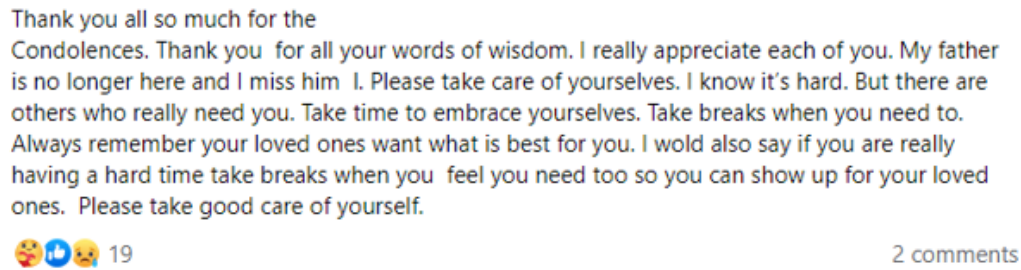 Thank you all so much for the
Condolences. Thank you  for all your words of wisdom. I really appreciate each of you. My father
is no longer here and I miss him  I. Please take care of yourselves. I know it's hard. But there are
others who really need you. Take time to embrace yourselves. Take breaks when you need to.
Always remember your loved ones want what is best for you. I wold also say if you are really
having a hard time take breaks when you  feel you need too so you can show up for your loved
ones.  Please take good care of yourself.
19
2 comments